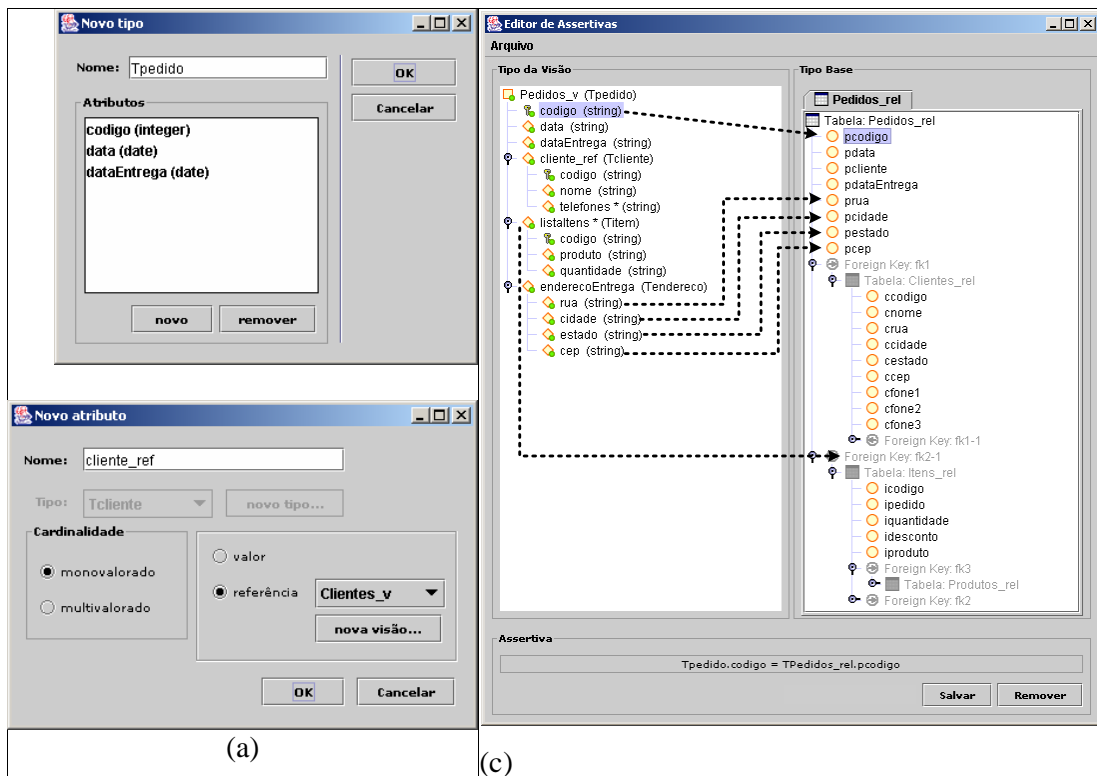 Novo tipo
Nome: Tpedido
OK
Cancelar
Atributos
codigo (integer)
data (date)
dataEntrega (date)
novo remover
Novo atributo
Nome: cliente_ref
Tipo: Tcliente novo tipo...
Cardinalidade
monovalorado
multivalorado
valor
referência Clientes_v
nova visão...
OK Cancelar
(a)
Editor de Assertivas
Arquivo
Tipo da Visão
Pedidos_v (Tpedido)
codigo (string)
data (string)
dataEntrega (string)
cliente_ref (Tcliente)
codigo (string)
nome (string)
telefones * (string)
listaItens * (Titem)
codigo (string)
produto (string)
quantidade (string)
enderecoEntrega (Tendereco)
rua (string)
cidade (string)
estado (string)
cep (string)
Tipo Base
Pedidos_rel
Tabela: Pedidos_rel
pcodigo
pdata
pcliente
pdataEntrega
prua
pcidade
pestado
pcep
Foreign Key: fk1
Tabela: Clientes_rel
ccodigo
cnome
crua
ccidade
cestado
ccep
cfone1
cfone2
cfone3
Foreign Key: fk1-1
Foreign Key: fk2-1
Tabela: Itens_rel
icodigo
ipedido
iquantidade
idesconto
iproduto
Foreign Key: fk3
Tabela: Produtos_rel
Foreign Key: fk2
Assertiva
Tpedido.codigo = TPedidos_rel.pcodigo
Salvar Remover
(c)